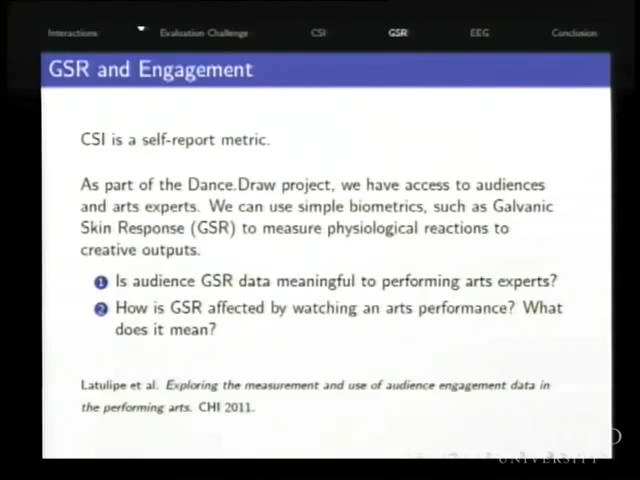 Interactions Evaluation Challenge CSI GSR EEG Conclusion
GSR and Engagement
CSI is a self-report metric.
As part of the Dance.Draw project, we have access to audiences
and arts experts. We can use simple biometrics, such as Galvanic
Skin Response (GSR) to measure physiological reactions to
creative outputs.
1 Is audience GSR data meaningful to performing arts experts?
2 How is GSR affected by watching an arts performance? What
does it mean?
Latulipe et al. Exploring the measurement and use of audience engagement data in
the performing arts. CHI 2011.
UNIVERSITY